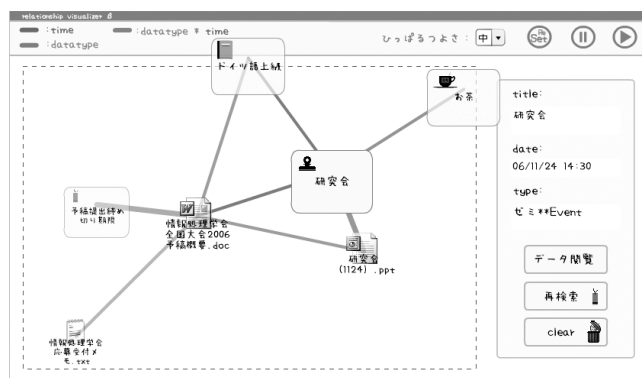 relationship visualizer β
:time
:datatype * time
:datatype
ひっぱるつよさ：
中
Re
Set
ドイツ語上級
お茶
研究会
予稿提出締め
切り期限
情報処理学会
全国大会2006
予稿概要.doc
研究会
(1124).ppt
情報処理学会
応募受付メ
モ.txt
title:
研究会
date:
06/11/24 14:30
type:
ゼミ**Event
データ閲覧
再検索
clear